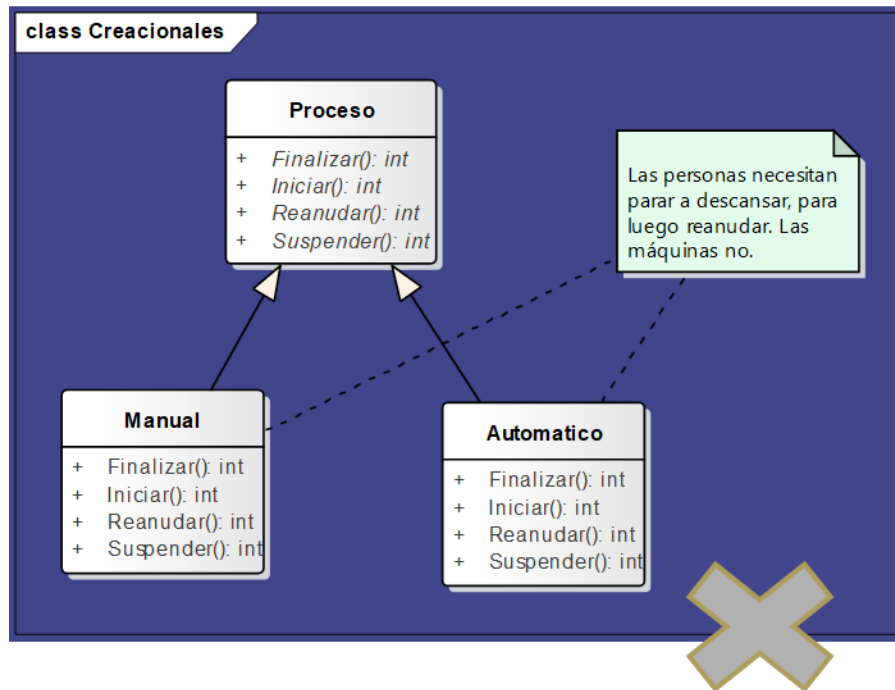 class Creacionales
Proceso
+ Finalizar(): int
+ Iniciar(): int
+ Reanudar(): int
+ Suspender(): int
Las personas necesitan
parar a descansar, para
luego reanudar. Las
máquinas no.
Manual
+ Finalizar(): int
+ Iniciar(): int
+ Reanudar(): int
+ Suspender(): int
Automatico
+ Finalizar(): int
+ Iniciar(): int
+ Reanudar(): int
+ Suspender(): int